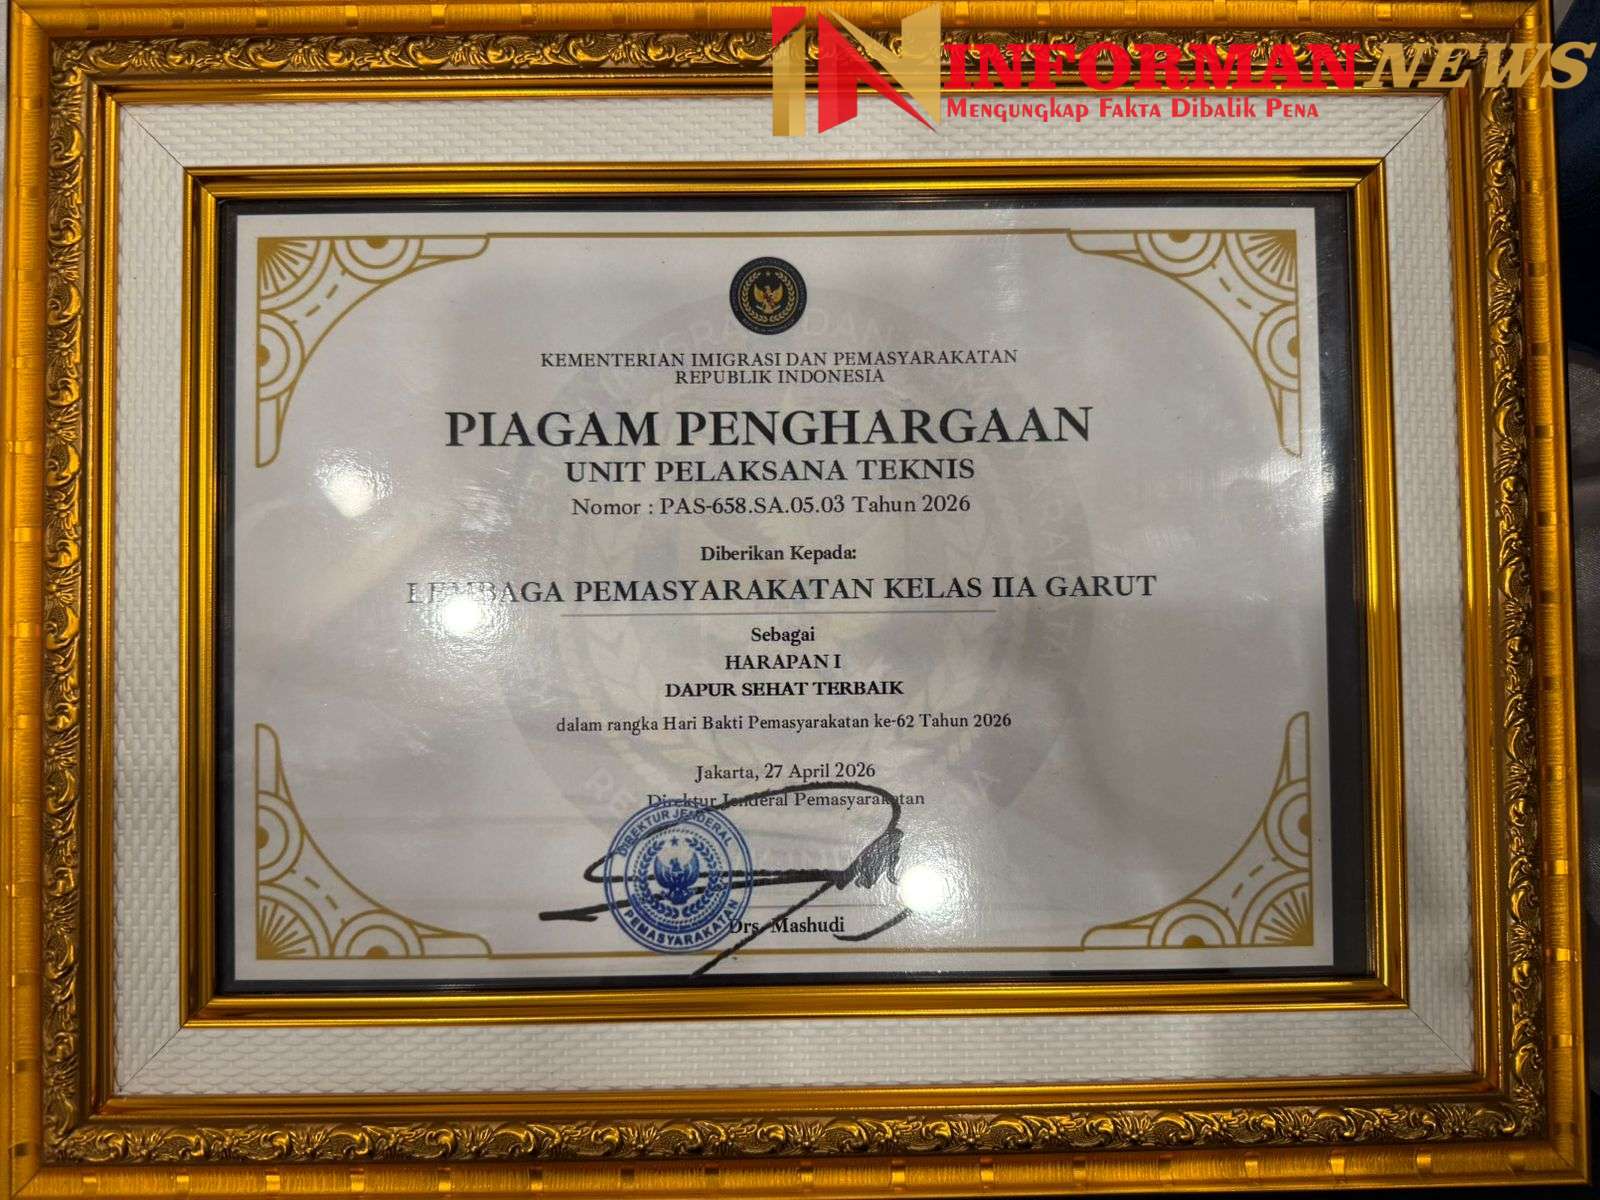 INFORMAN NEWS
Mengungkap Fakta Dibalik Pena
KEMENTERIAN IMIGRASI DAN PEMASYARAKATAN
REPUBLIK INDONESIA
PIAGAM PENGHARGAAN
UNIT PELAKSANA TEKNIS
Nomor : PAS-658.SA.05.03 Tahun 2026
Diberikan Kepada:
LEMBAGA PEMASYARAKATAN KELAS IIA GARUT
Sebagai
HARAPAN I
DAPUR SEHAT TERBAIK
dalam rangka Hari Bakti Pemasyarakatan ke-62 Tahun 2026
Jakarta, 27 April 2026
Direktur Jenderal Pemasyarakatan
DIREKTUR JENDERAL
PEMASYARAKATAN
Drs. Mashudi